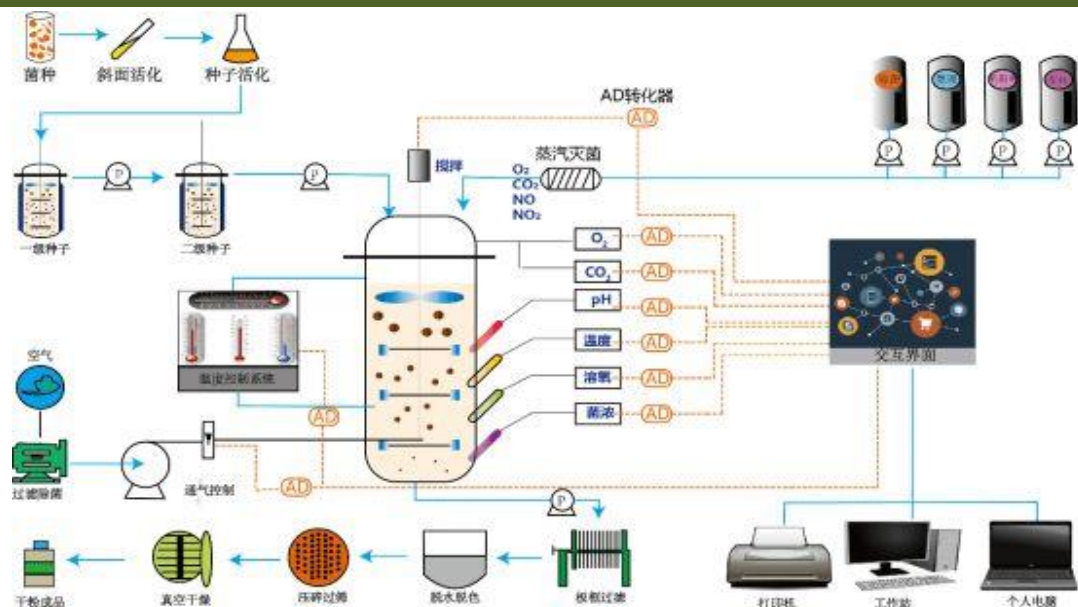 菌种
斜面活化
种子活化
AD转化器
AD
P
P
P
P
P
P
搅拌
蒸汽灭菌
O₂
CO₂
NO
NO₂
一级种子
二级种子
O₂
AD
CO₂
AD
pH
AD
温度
AD
溶氧
AD
菌浓
AD
交互界面
空气
温度控制系统
AD
过滤除菌
通气控制
AD
P
干粉成品
真空干燥
压碎过筛
脱水脱色
板框过滤
打印机
工作站
个人电脑